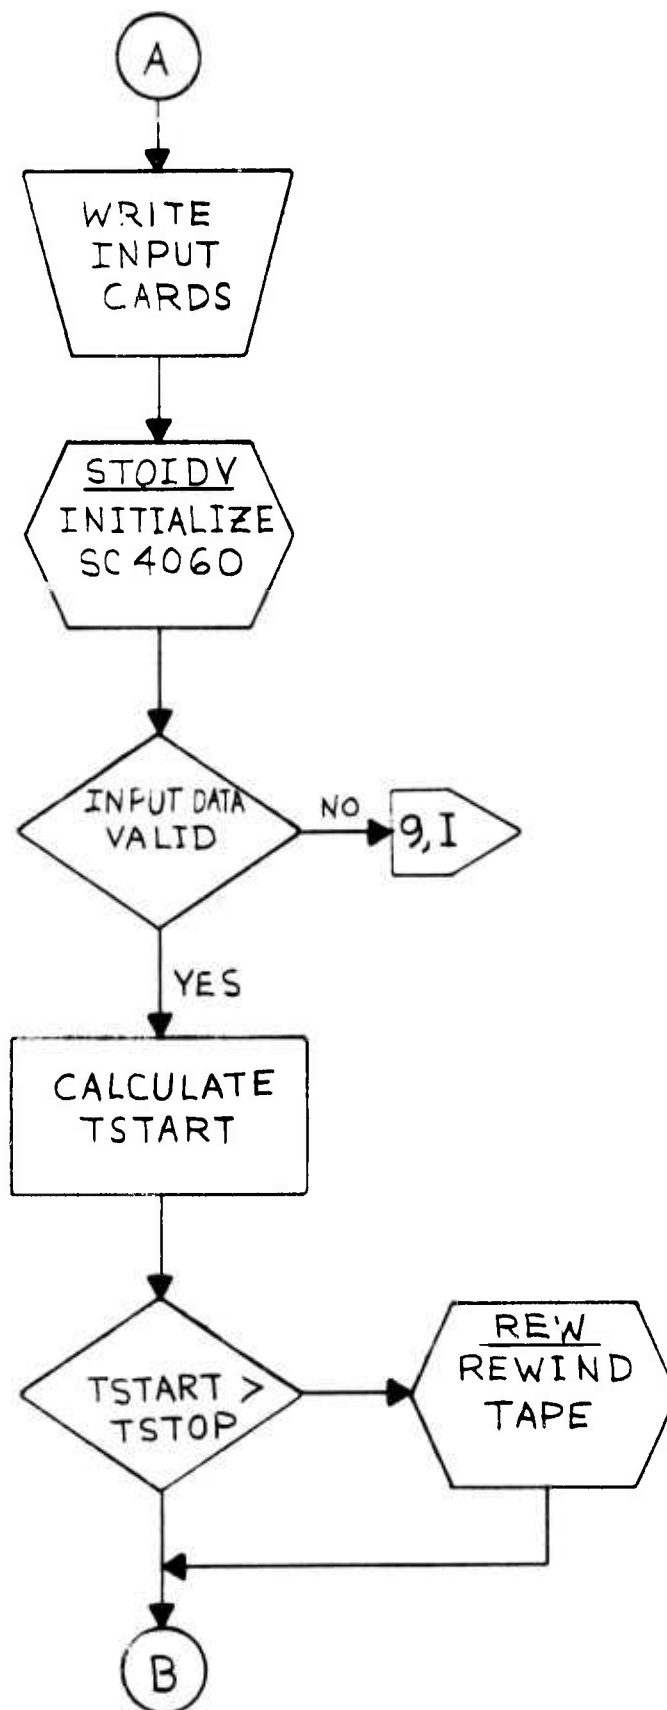 A
WRITE
INPUT
CARDS
STOIDV
INITIALIZE
SC 4060
INPUT DATA
VALID
NO
9, I
YES
CALCULATE
TSTART
TSTART >
TSTOP
REW
REWIND
TAPE
B